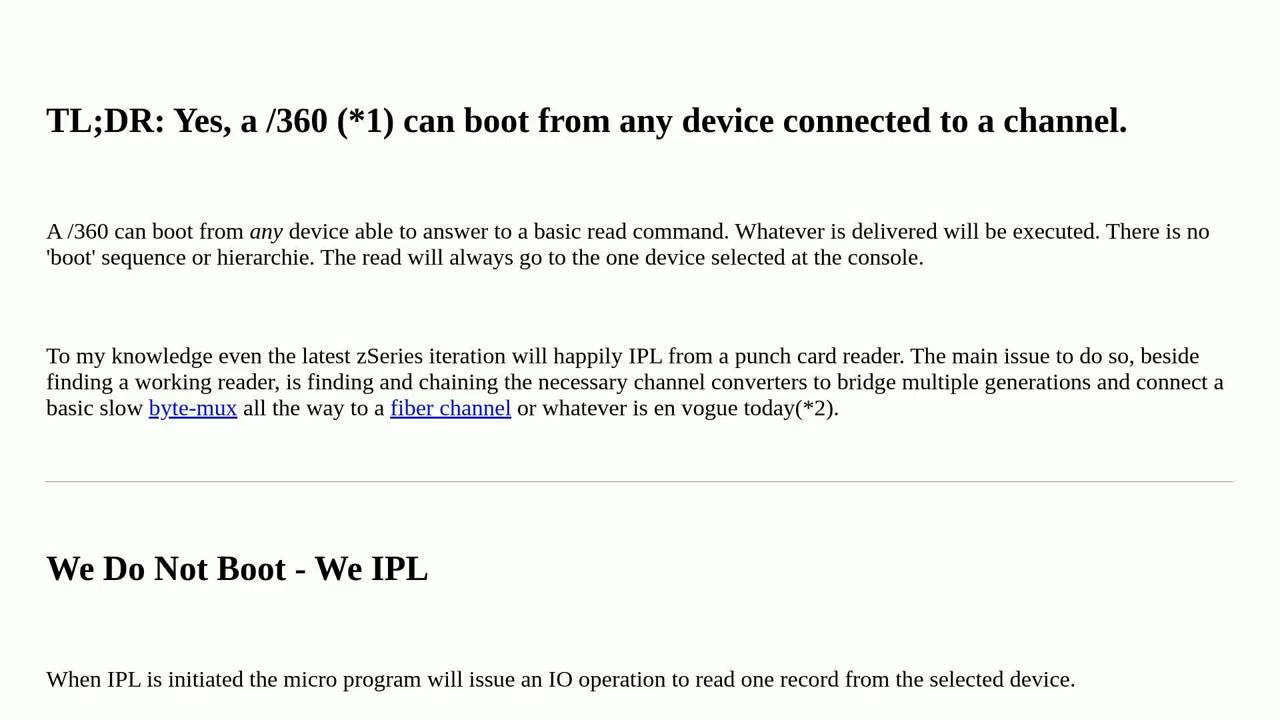 TL;DR: Yes, a /360 (*1) can boot from any device connected to a channel.
A /360 can boot from any device able to answer to a basic read command. Whatever is delivered will be executed. There is no
'boot' sequence or hierarchie. The read will always go to the one device selected at the console.
To my knowledge even the latest zSeries iteration will happily IPL from a punch card reader. The main issue to do so, beside
finding a working reader, is finding and chaining the necessary channel converters to bridge multiple generations and connect a
basic slow byte-mux all the way to a fiber channel or whatever is en vogue today(*2).
We Do Not Boot - We IPL
When IPL is initiated the micro program will issue an IO operation to read one record from the selected device.